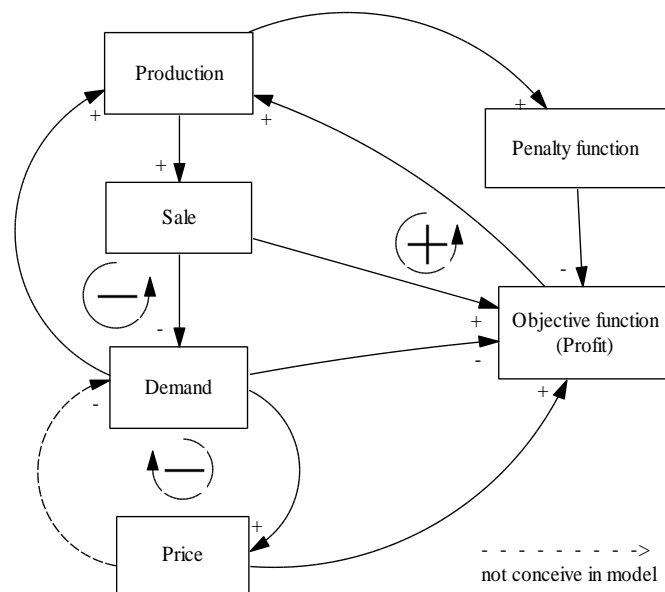 Production
+
+
+
Penalty function
+
Sale
-
+
-
Objective function
(Profit)
+
-
+
Demand
-
+
Price
- - - - - - - - - ->
not conceive in model